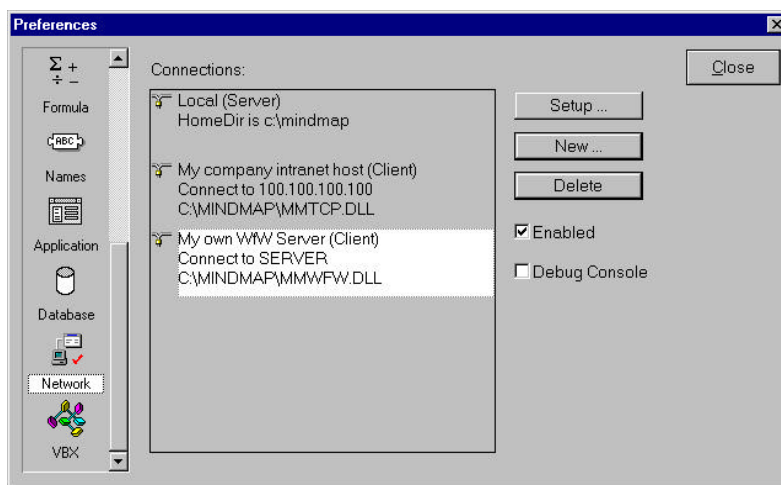 Preferences
Σ +
÷ −
Formula
ABC
Names
Application
Database
Network
VBX
Connections:
Local (Server)
HomeDir is c:\mindmap
My company intranet host (Client)
Connect to 100.100.100.100
C:\MINDMAP\MMTCP.DLL
My own WfW Server (Client)
Connect to SERVER
C:\MINDMAP\MMWFW.DLL
Setup ...
New ...
Delete
Enabled
Debug Console
Close